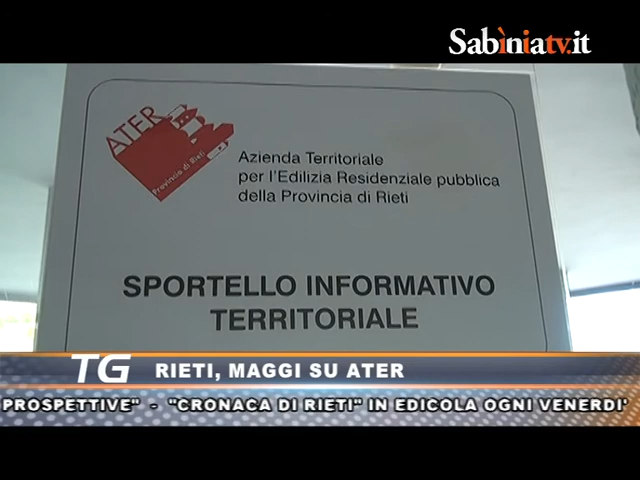 Sabìniatv.it
ATER
Provincia di Rieti
Azienda Territoriale
per l'Edilizia Residenziale pubblica
della Provincia di Rieti
SPORTELLO INFORMATIVO
TERRITORIALE
TG RIETI, MAGGI SU ATER
PROSPETTIVE" - "CRONACA DI RIETI" IN EDICOLA OGNI VENERDI'